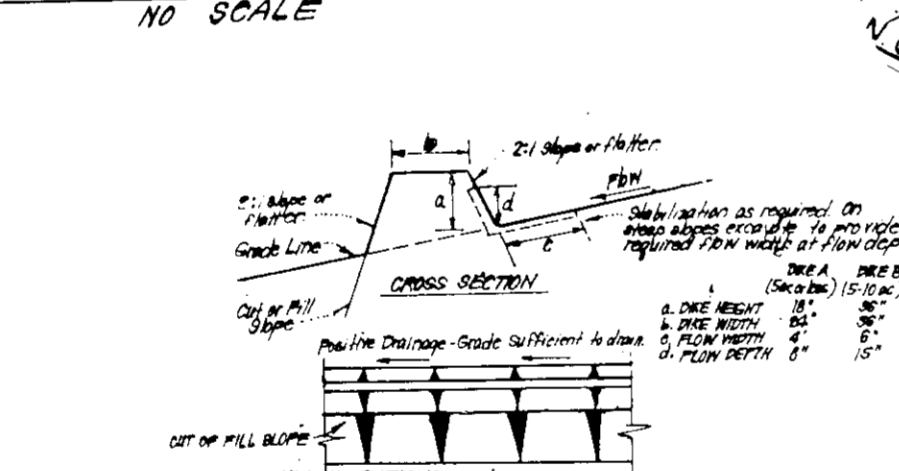 NO SCALE
b
2:1 Slope or flatter
Flow
a
d
2:1 slope or
flatter
Stabilization as required. On
steep slopes excavate to provide
required flow width at flow dep
Grade Line
c
CROSS SECTION
Cut or Fill
Slope
DIKE A DIKE B
(5 ac or less) (5-10 ac)
a. DIKE HEIGHT 18" 36"
b. DIKE WIDTH 24" 36"
c. FLOW WIDTH 4' 6'
d. FLOW DEPTH 8" 15"
Positive Drainage-Grade Sufficient to drain.
CUT OR FILL SLOPE